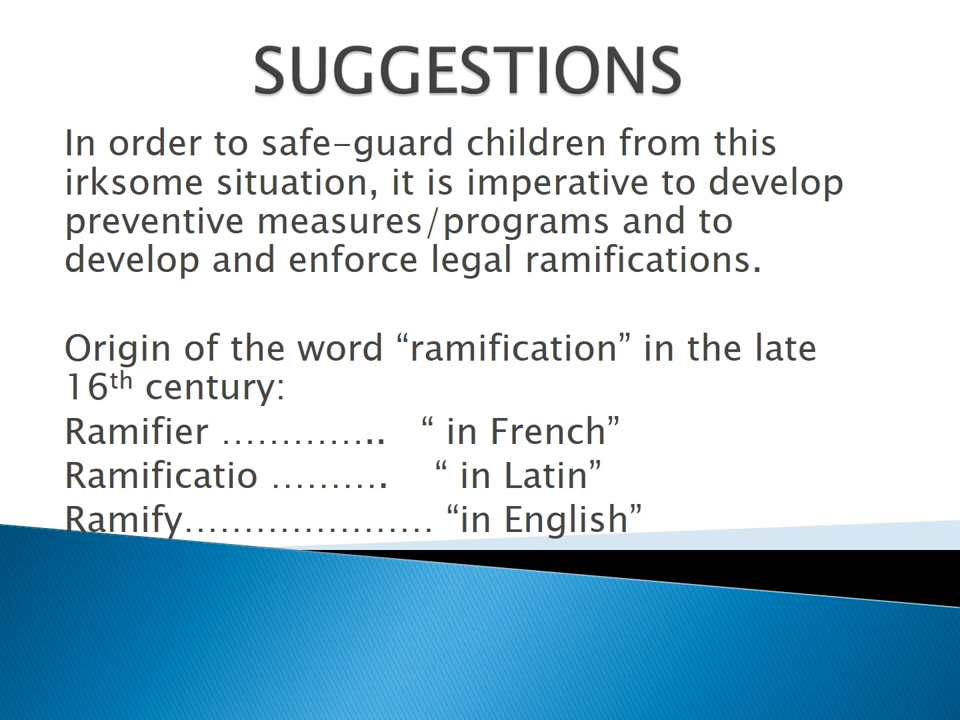 SUGGESTIONS
In order to safe-guard children from this
irksome situation, it is imperative to develop
preventive measures/programs and to
develop and enforce legal ramifications.
Origin of the word “ramification” in the late
16th century:
Ramifier ………….. “ in French”
Ramificatio ………. “ in Latin”
Ramify………………… “in English”